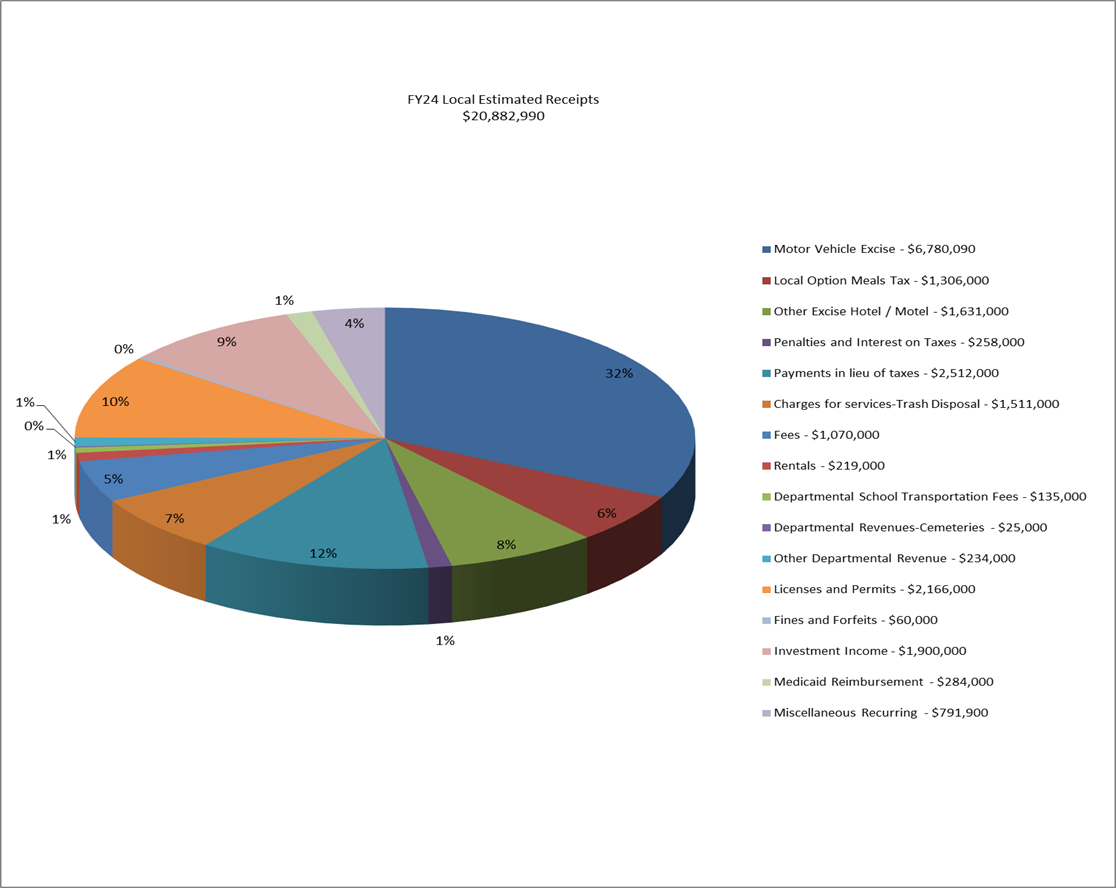 FY24 Local Estimated Receipts
$20,882,990
1%
4%
9%
0%
32%
10%
1%
0%
1%
5%
1%
7%
6%
8%
12%
1%
Motor Vehicle Excise - $6,780,090
Local Option Meals Tax - $1,306,000
Other Excise Hotel / Motel - $1,631,000
Penalties and Interest on Taxes - $258,000
Payments in lieu of taxes - $2,512,000
Charges for services-Trash Disposal - $1,511,000
Fees - $1,070,000
Rentals - $219,000
Departmental School Transportation Fees - $135,000
Departmental Revenues-Cemeteries - $25,000
Other Departmental Revenue - $234,000
Licenses and Permits - $2,166,000
Fines and Forfeits - $60,000
Investment Income - $1,900,000
Medicaid Reimbursement - $284,000
Miscellaneous Recurring - $791,900